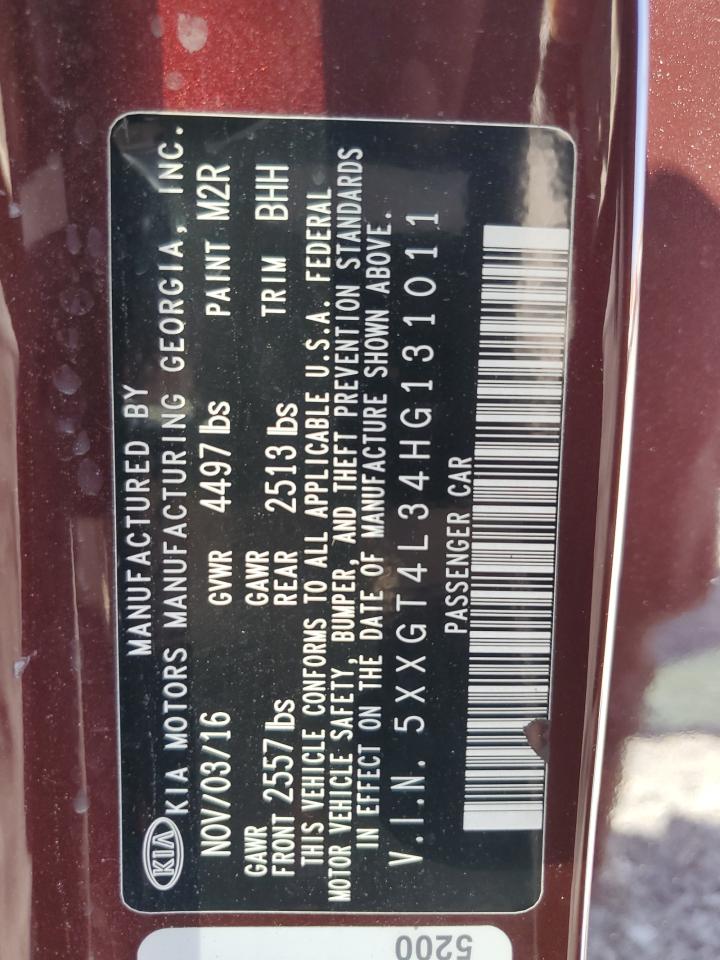 MANUFACTURED BY
KIA KIA MOTORS MANUFACTURING GEORGIA, INC.
NOV/03/16 GVWR 4497 lbs PAINT M2R
GAWR FRONT 2557 lbs GAWR REAR 2513 lbs TRIM BHH
THIS VEHICLE CONFORMS TO ALL APPLICABLE U.S.A. FEDERAL
MOTOR VEHICLE SAFETY, BUMPER, AND THEFT PREVENTION STANDARDS
IN EFFECT ON THE DATE OF MANUFACTURE SHOWN ABOVE.
V.I.N. 5XXGT4L34HG131011
PASSENGER CAR
5200